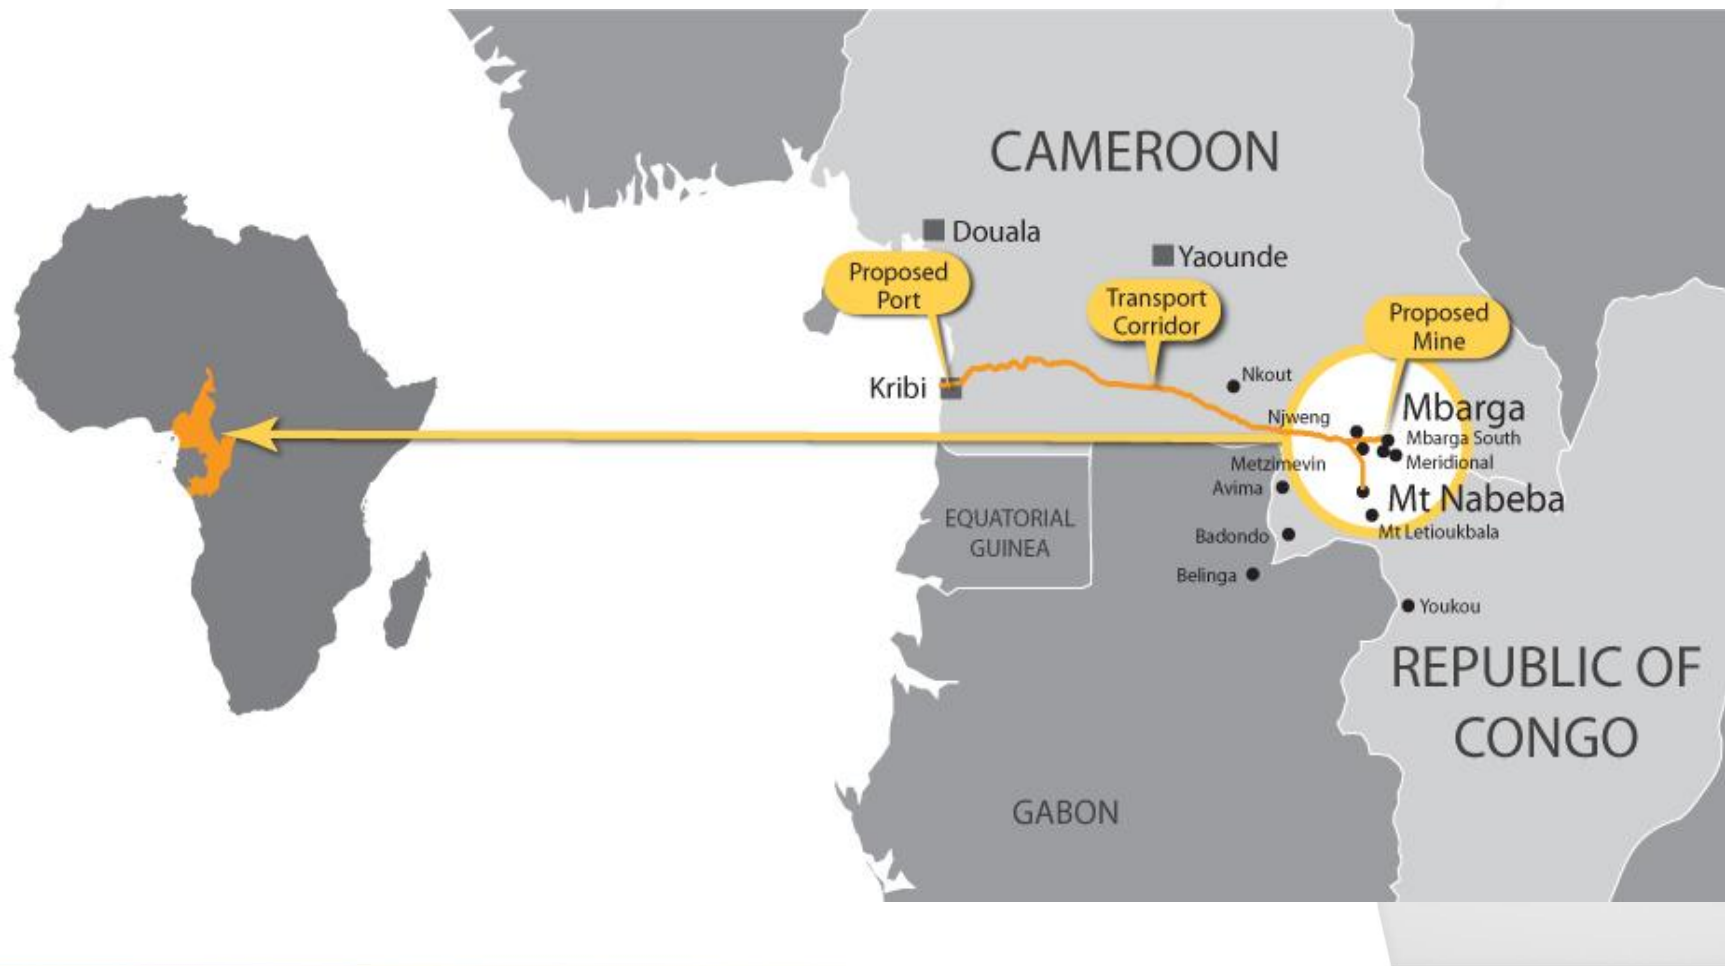 CAMEROON
Douala
Yaounde
Proposed
Port
Transport
Corridor
Proposed
Mine
Kribi
Nkout
Njweng
Mbarga
Mbarga South
Metzimevin
Meridional
Avima
Mt Nabeba
EQUATORIAL
GUINEA
Badondo
Mt Letioukbala
Belinga
Youkou
REPUBLIC OF
CONGO
GABON